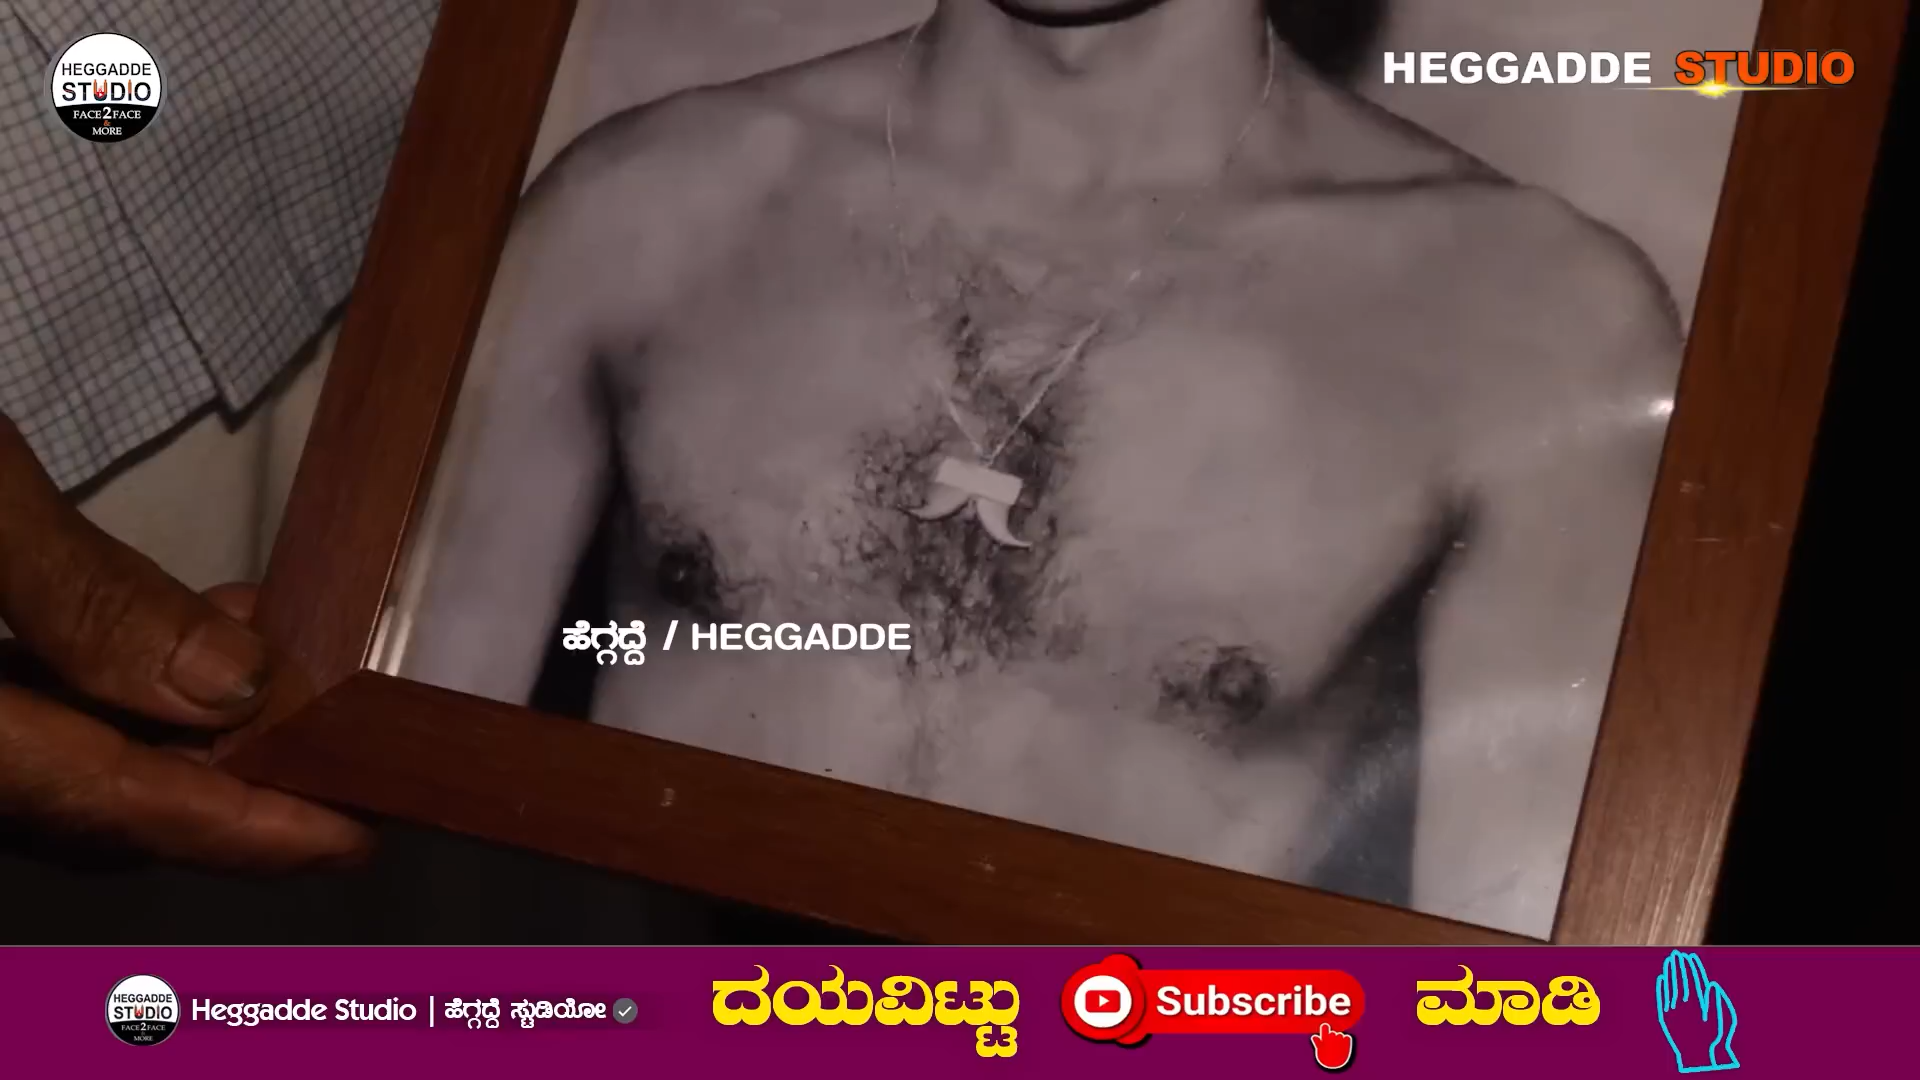 HEGGADDE
STUDIO
FACE2FACE
&
MORE
HEGGADDE STUDIO
ಹೆಗ್ಗದ್ದೆ / HEGGADDE
HEGGADDE
STUDIO
FACE2FACE
MORE
Heggadde Studio | ಹೆಗ್ಗದ್ದೆ ಸ್ಟುಡಿಯೋ
ದಯವಿಟ್ಟು Subscribe ಮಾಡಿ